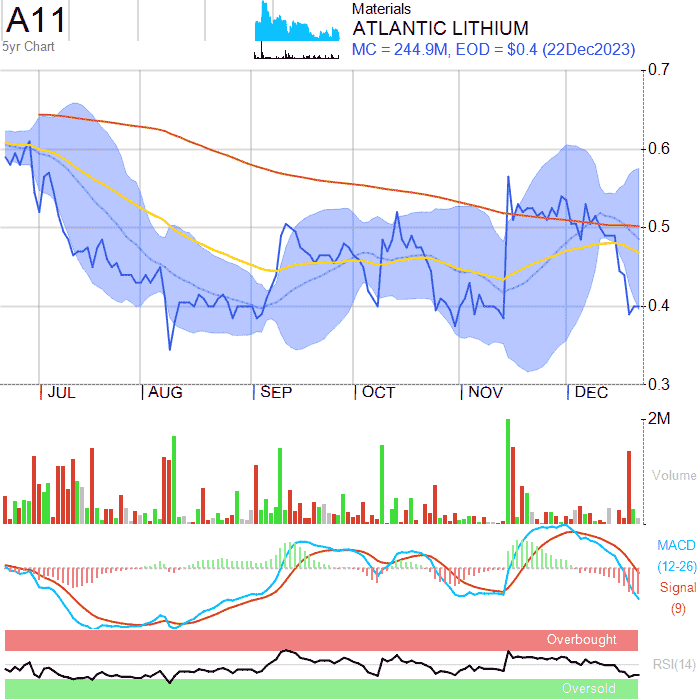 A11
5yr Chart
Materials
ATLANTIC LITHIUM
MC = 244.9M, EOD = $0.4 (22Dec2023)
0.7
0.6
0.5
0.4
0.3
JUL AUG SEP OCT NOV DEC
2M
Volume
MACD
(12-26)
Signal
(9)
Overbought
RSI(14)
Oversold